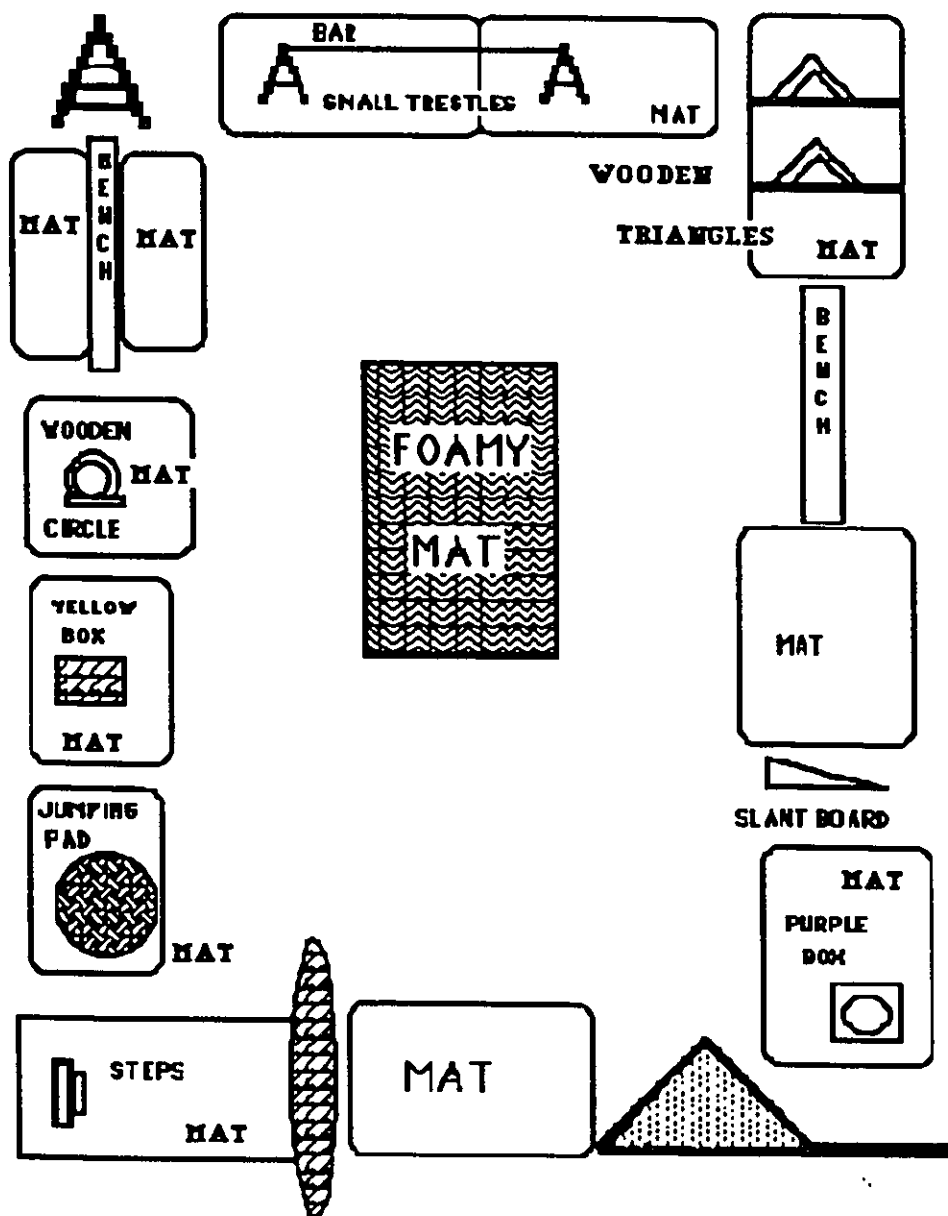 BAR
SMALL TRESTLES
MAT
WOODEN
TRIANGLES
MAT
BENCH
MAT
MAT
BENCH
WOODEN
MAT
CIRCLE
FOAMY
MAT
YELLOW
BOX
MAT
MAT
SLANT BOARD
JUMPING
PAD
MAT
MAT
PURPLE
BOX
STEPS
MAT
MAT